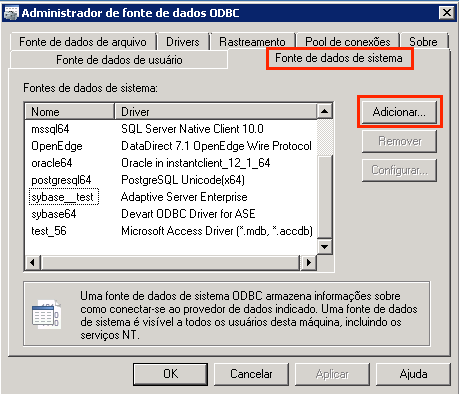 Administrador de fonte de dados ODBC
Fonte de dados de arquivo Drivers Rastreamento Pool de conexões Sobre
Fonte de dados de usuário Fonte de dados de sistema
Fontes de dados de sistema:
Nome Driver
mssql64 SQL Server Native Client 10.0
OpenEdge DataDirect 7.1 OpenEdge Wire Protocol
oracle64 Oracle in instantclient_12_1_64
postgresql64 PostgreSQL Unicode(x64)
sybase__test Adaptive Server Enterprise
sybase64 Devart ODBC Driver for ASE
test_56 Microsoft Access Driver (*.mdb, *.accdb)
Adicionar...
Remover
Configurar...
Uma fonte de dados de sistema ODBC armazena informações sobre
como conectar-se ao provedor de dados indicado. Uma fonte de dados
de sistema é visível a todos os usuários desta máquina, incluindo os
serviços NT.
OK Cancelar Aplicar Ajuda